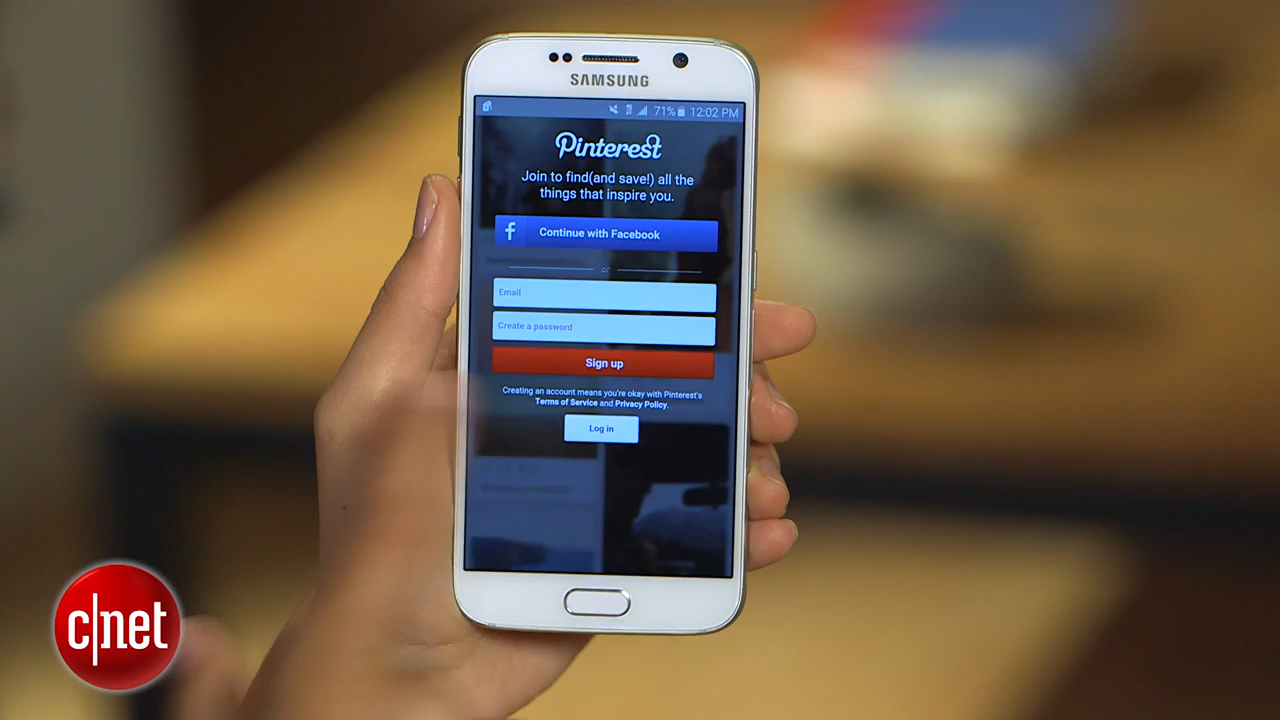 SAMSUNG
71% 12:02 PM
Pinterest
Join to find(and save!) all the
things that inspire you.
f Continue with Facebook
or
Email
Create a password
Sign up
Creating an account means you're okay with Pinterest's
Terms of Service and Privacy Policy.
Log in
c|net